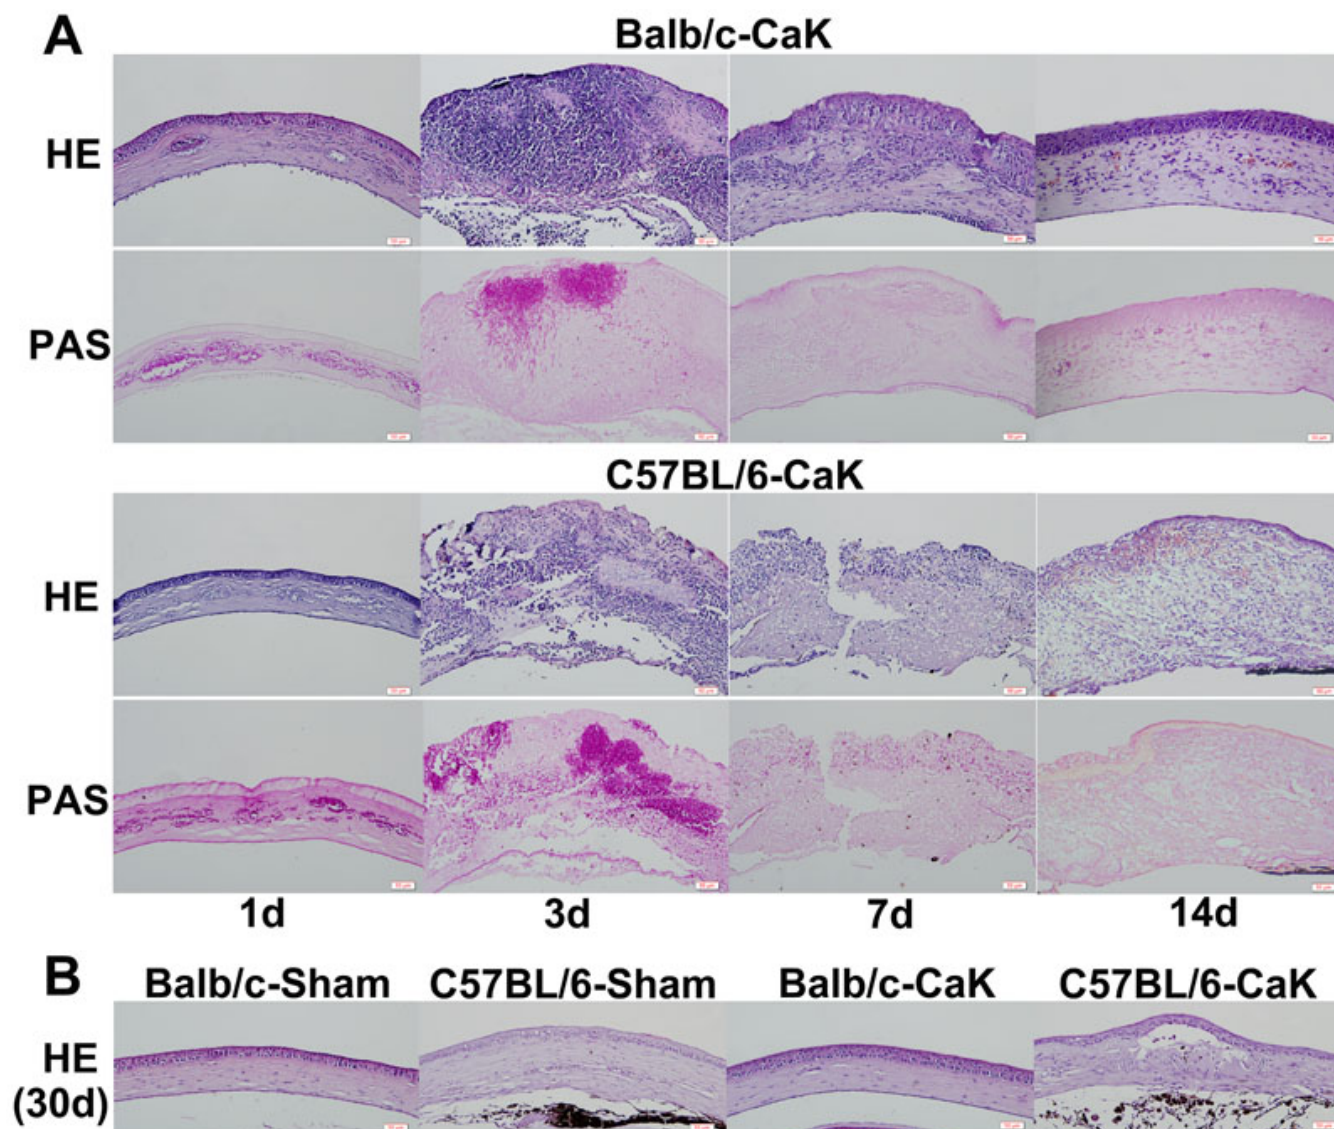 A
Balb/c-CaK
HE
PAS
C57BL/6-CaK
HE
PAS
1d 3d 7d 14d
B
Balb/c-Sham C57BL/6-Sham Balb/c-CaK C57BL/6-CaK
HE
(30d)